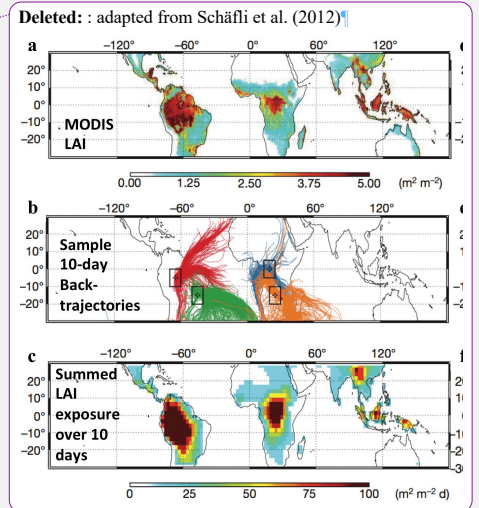 Deleted: : adapted from Schäfli et al. (2012)¶
a
−120° −60° 0° 60° 120°
20°
10°
0°
−10°
−20°
MODIS
LAI
0.00 1.25 2.50 3.75 5.00 (m² m⁻²)
b
−120° −60° 0° 60° 120°
20°
10°
0°
−10°
−20°
Sample
10-day
Back-
trajectories
c
−120° −60° 0° 60° 120°
20°
10°
0°
−10°
−20°
Summed
LAI
exposure
over 10
days
f
0 25 50 75 100 (m² m⁻² d)